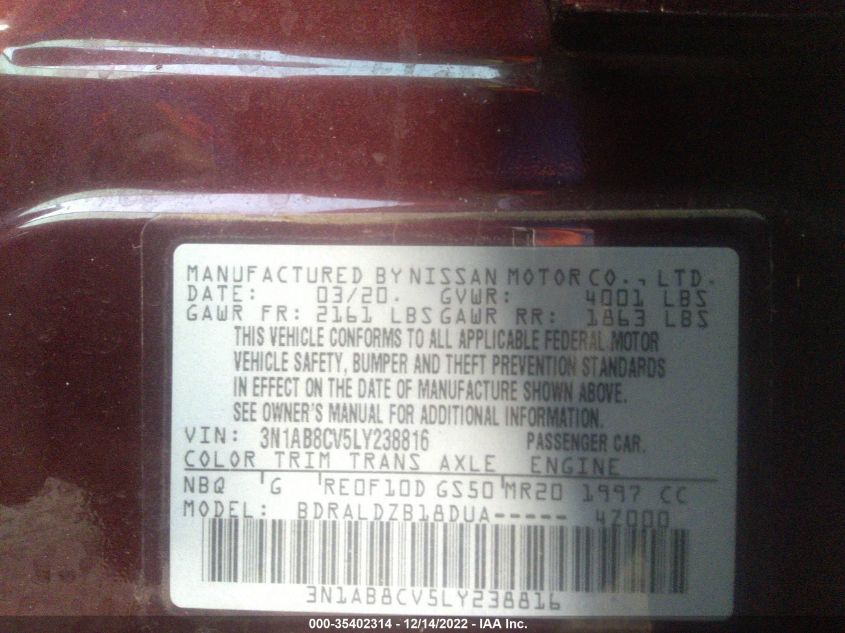 MANUFACTURED BY NISSAN MOTOR CO., LTD.
DATE: 03/20. GVWR: 4001 LBS
GAWR FR: 2161 LBS GAWR RR: 1863 LBS
THIS VEHICLE CONFORMS TO ALL APPLICABLE FEDERAL MOTOR
VEHICLE SAFETY, BUMPER AND THEFT PREVENTION STANDARDS
IN EFFECT ON THE DATE OF MANUFACTURE SHOWN ABOVE.
SEE OWNER'S MANUAL FOR ADDITIONAL INFORMATION.
VIN: 3N1AB8CV5LY238816 PASSENGER CAR.
COLOR TRIM TRANS AXLE ENGINE
NBQ 'G 'RE0F10D GS50 'MR20 1997 CC
MODEL: BDRALDZB18DUA----- 4Z000
3N1AB8CV5LY238816
000-35402314 - 12/14/2022 - IAA Inc.